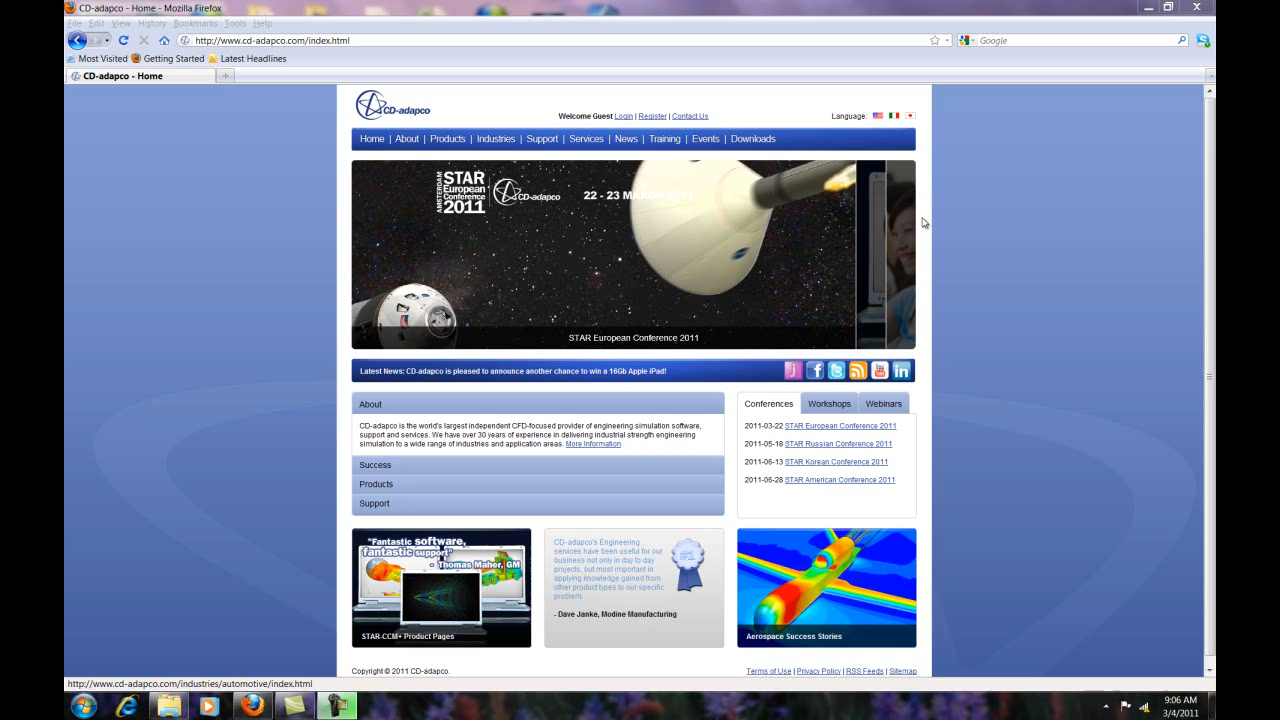 CD-adapco - Home - Mozilla Firefox
File Edit View History Bookmarks Tools Help
http://www.cd-adapco.com/index.html
Google
Most Visited Getting Started Latest Headlines
CD-adapco - Home
CD-adapco
Welcome Guest Login | Register | Contact Us
Language:
Home | About | Products | Industries | Support | Services | News | Training | Events | Downloads
AMSTERDAM
STAR
European
Conference
2011
CD-adapco
22 - 23 MARCH 2011
STAR European Conference 2011
Latest News: CD-adapco is pleased to announce another chance to win a 16Gb Apple iPad!
About
CD-adapco is the world's largest independent CFD-focused provider of engineering simulation software,
support and services. We have over 30 years of experience in delivering industrial strength engineering
simulation to a wide range of industries and application areas. More Information
Success
Products
Support
Conferences Workshops Webinars
2011-03-22 STAR European Conference 2011
2011-05-18 STAR Russian Conference 2011
2011-06-13 STAR Korean Conference 2011
2011-06-28 STAR American Conference 2011
"Fantastic software,
fantastic support"
- Thomas Maher, GM
STAR-CCM+ Product Pages
CD-adapco's Engineering
services have been useful for our
business not only in day to day
projects, but most important in
applying knowledge gained from
other product types to our specific
problem.
#1
- Dave Janke, Modine Manufacturing
Aerospace Success Stories
Copyright © 2011 CD-adapco.
Terms of Use | Privacy Policy | RSS Feeds | Sitemap
http://www.cd-adapco.com/industries/automotive/index.html
9:06 AM
3/4/2011